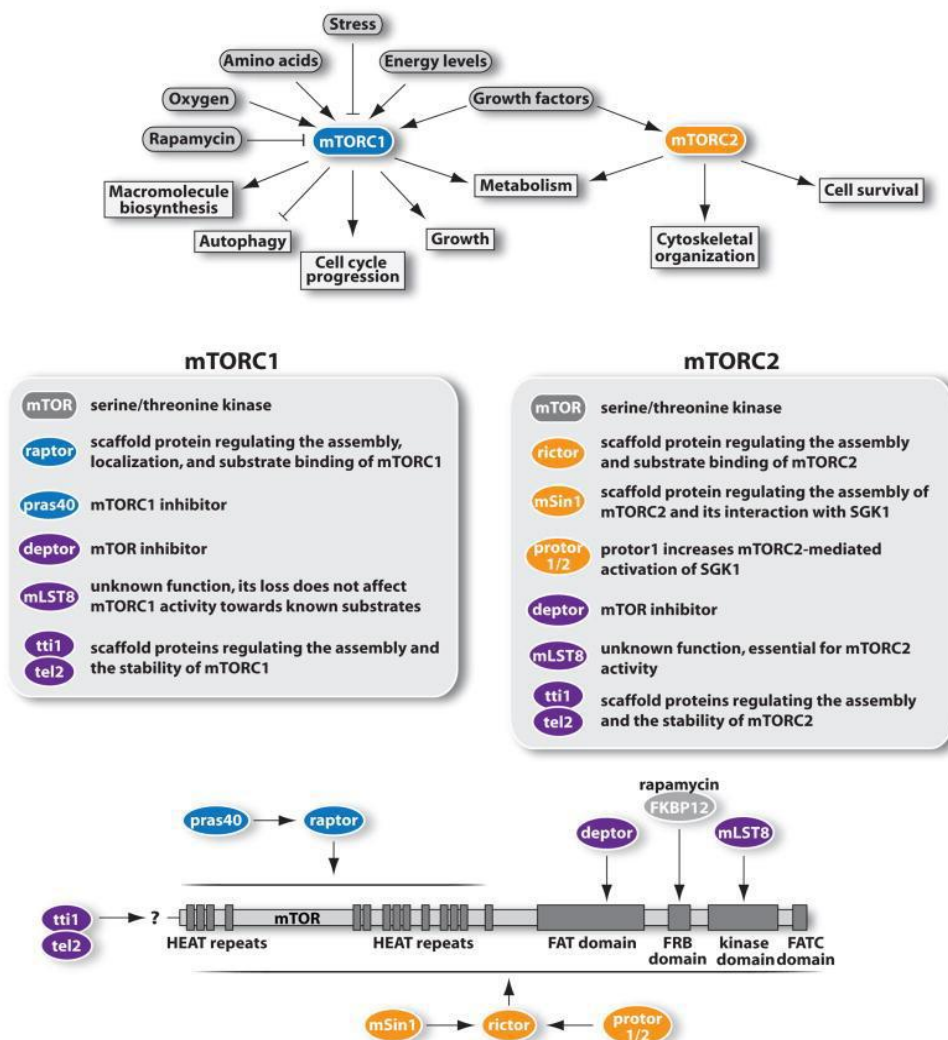 Stress
Amino acids
Energy levels
Oxygen
Growth factors
Rapamycin
mTORC1
mTORC2
Macromolecule
biosynthesis
Metabolism
Cell survival
Autophagy
Growth
Cell cycle
progression
Cytoskeletal
organization
mTORC1
mTOR
serine/threonine kinase
raptor
scaffold protein regulating the assembly,
localization, and substrate binding of mTORC1
pras40
mTORC1 inhibitor
deptor
mTOR inhibitor
mLST8
unknown function, its loss does not affect
mTORC1 activity towards known substrates
tti1
tel2
scaffold proteins regulating the assembly and
the stability of mTORC1
mTORC2
mTOR
serine/threonine kinase
rictor
scaffold protein regulating the assembly
and substrate binding of mTORC2
mSin1
scaffold protein regulating the assembly of
mTORC2 and its interaction with SGK1
protor
1/2
protor1 increases mTORC2-mediated
activation of SGK1
deptor
mTOR inhibitor
mLST8
unknown function, essential for mTORC2
activity
tti1
tel2
scaffold proteins regulating the assembly
and the stability of mTORC2
rapamycin
FKBP12
pras40
raptor
deptor
mLST8
tti1
tel2
?
mTOR
HEAT repeats
HEAT repeats
FAT domain
FRB
domain
kinase
domain
FATC
domain
mSin1
rictor
protor
1/2